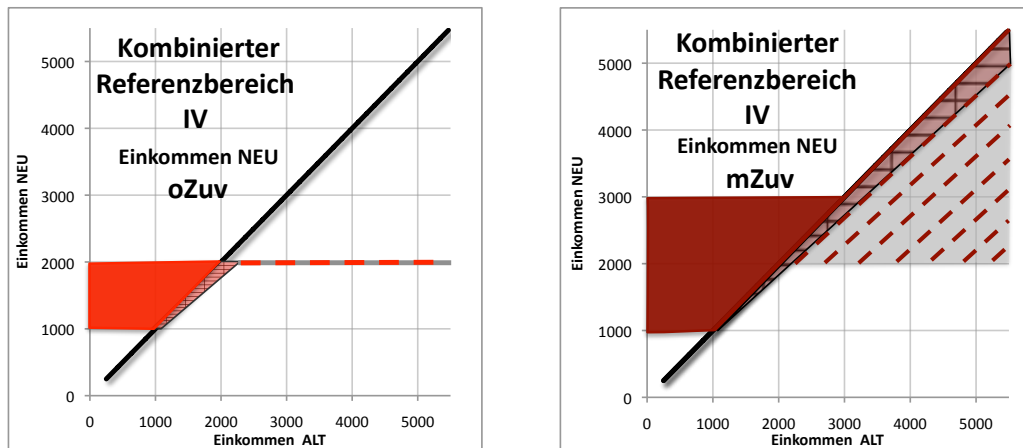 Kombinierter
Referenzbereich
IV
Einkommen NEU
oZuv
Einkommen NEU
5000
4000
3000
2000
1000
0
0 1000 2000 3000 4000 5000
Einkommen ALT
Kombinierter
Referenzbereich
IV
Einkommen NEU
mZuv
Einkommen NEU
5000
4000
3000
2000
1000
0
0 1000 2000 3000 4000 5000
Einkommen ALT